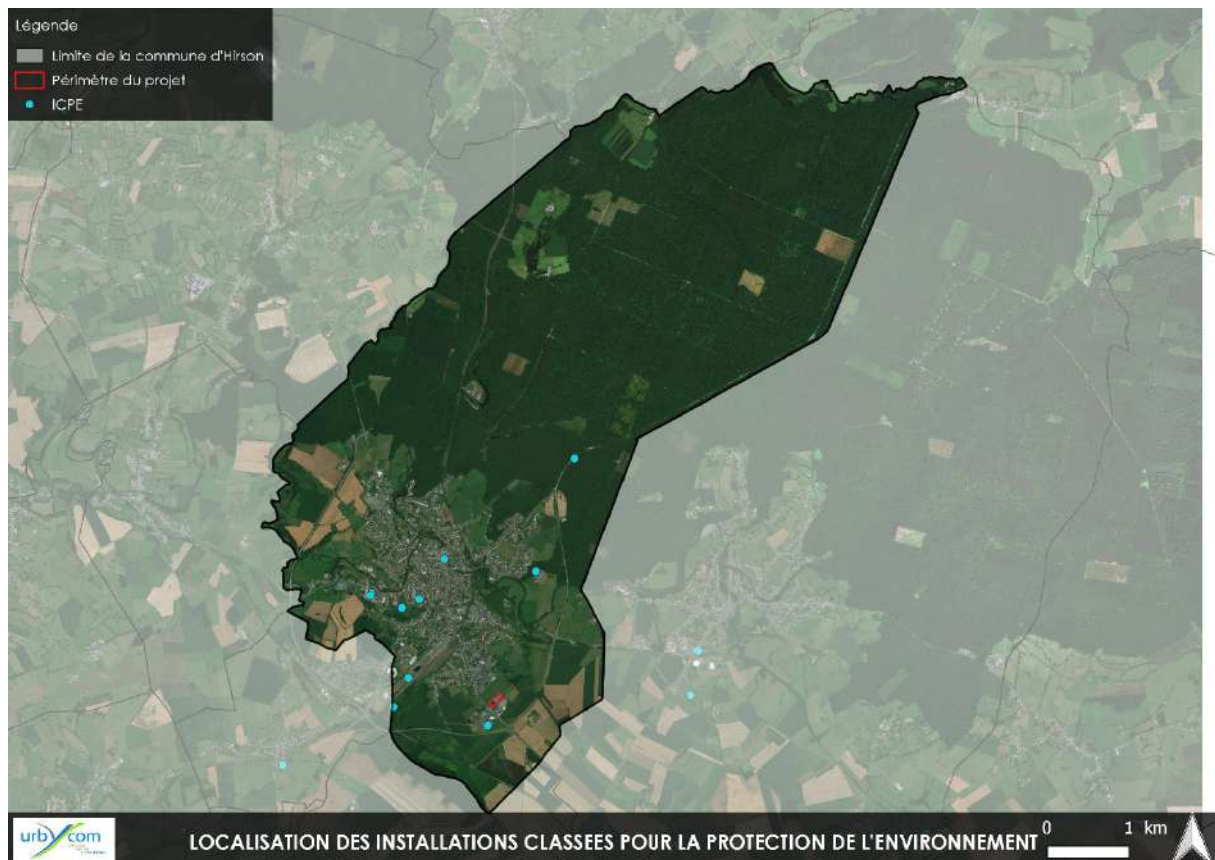 Légende
Limite de la commune d'Hirson
Périmètre du projet
ICPE
urbycom
LOCALISATION DES INSTALLATIONS CLASSEES POUR LA PROTECTION DE L'ENVIRONNEMENT
0 1 km